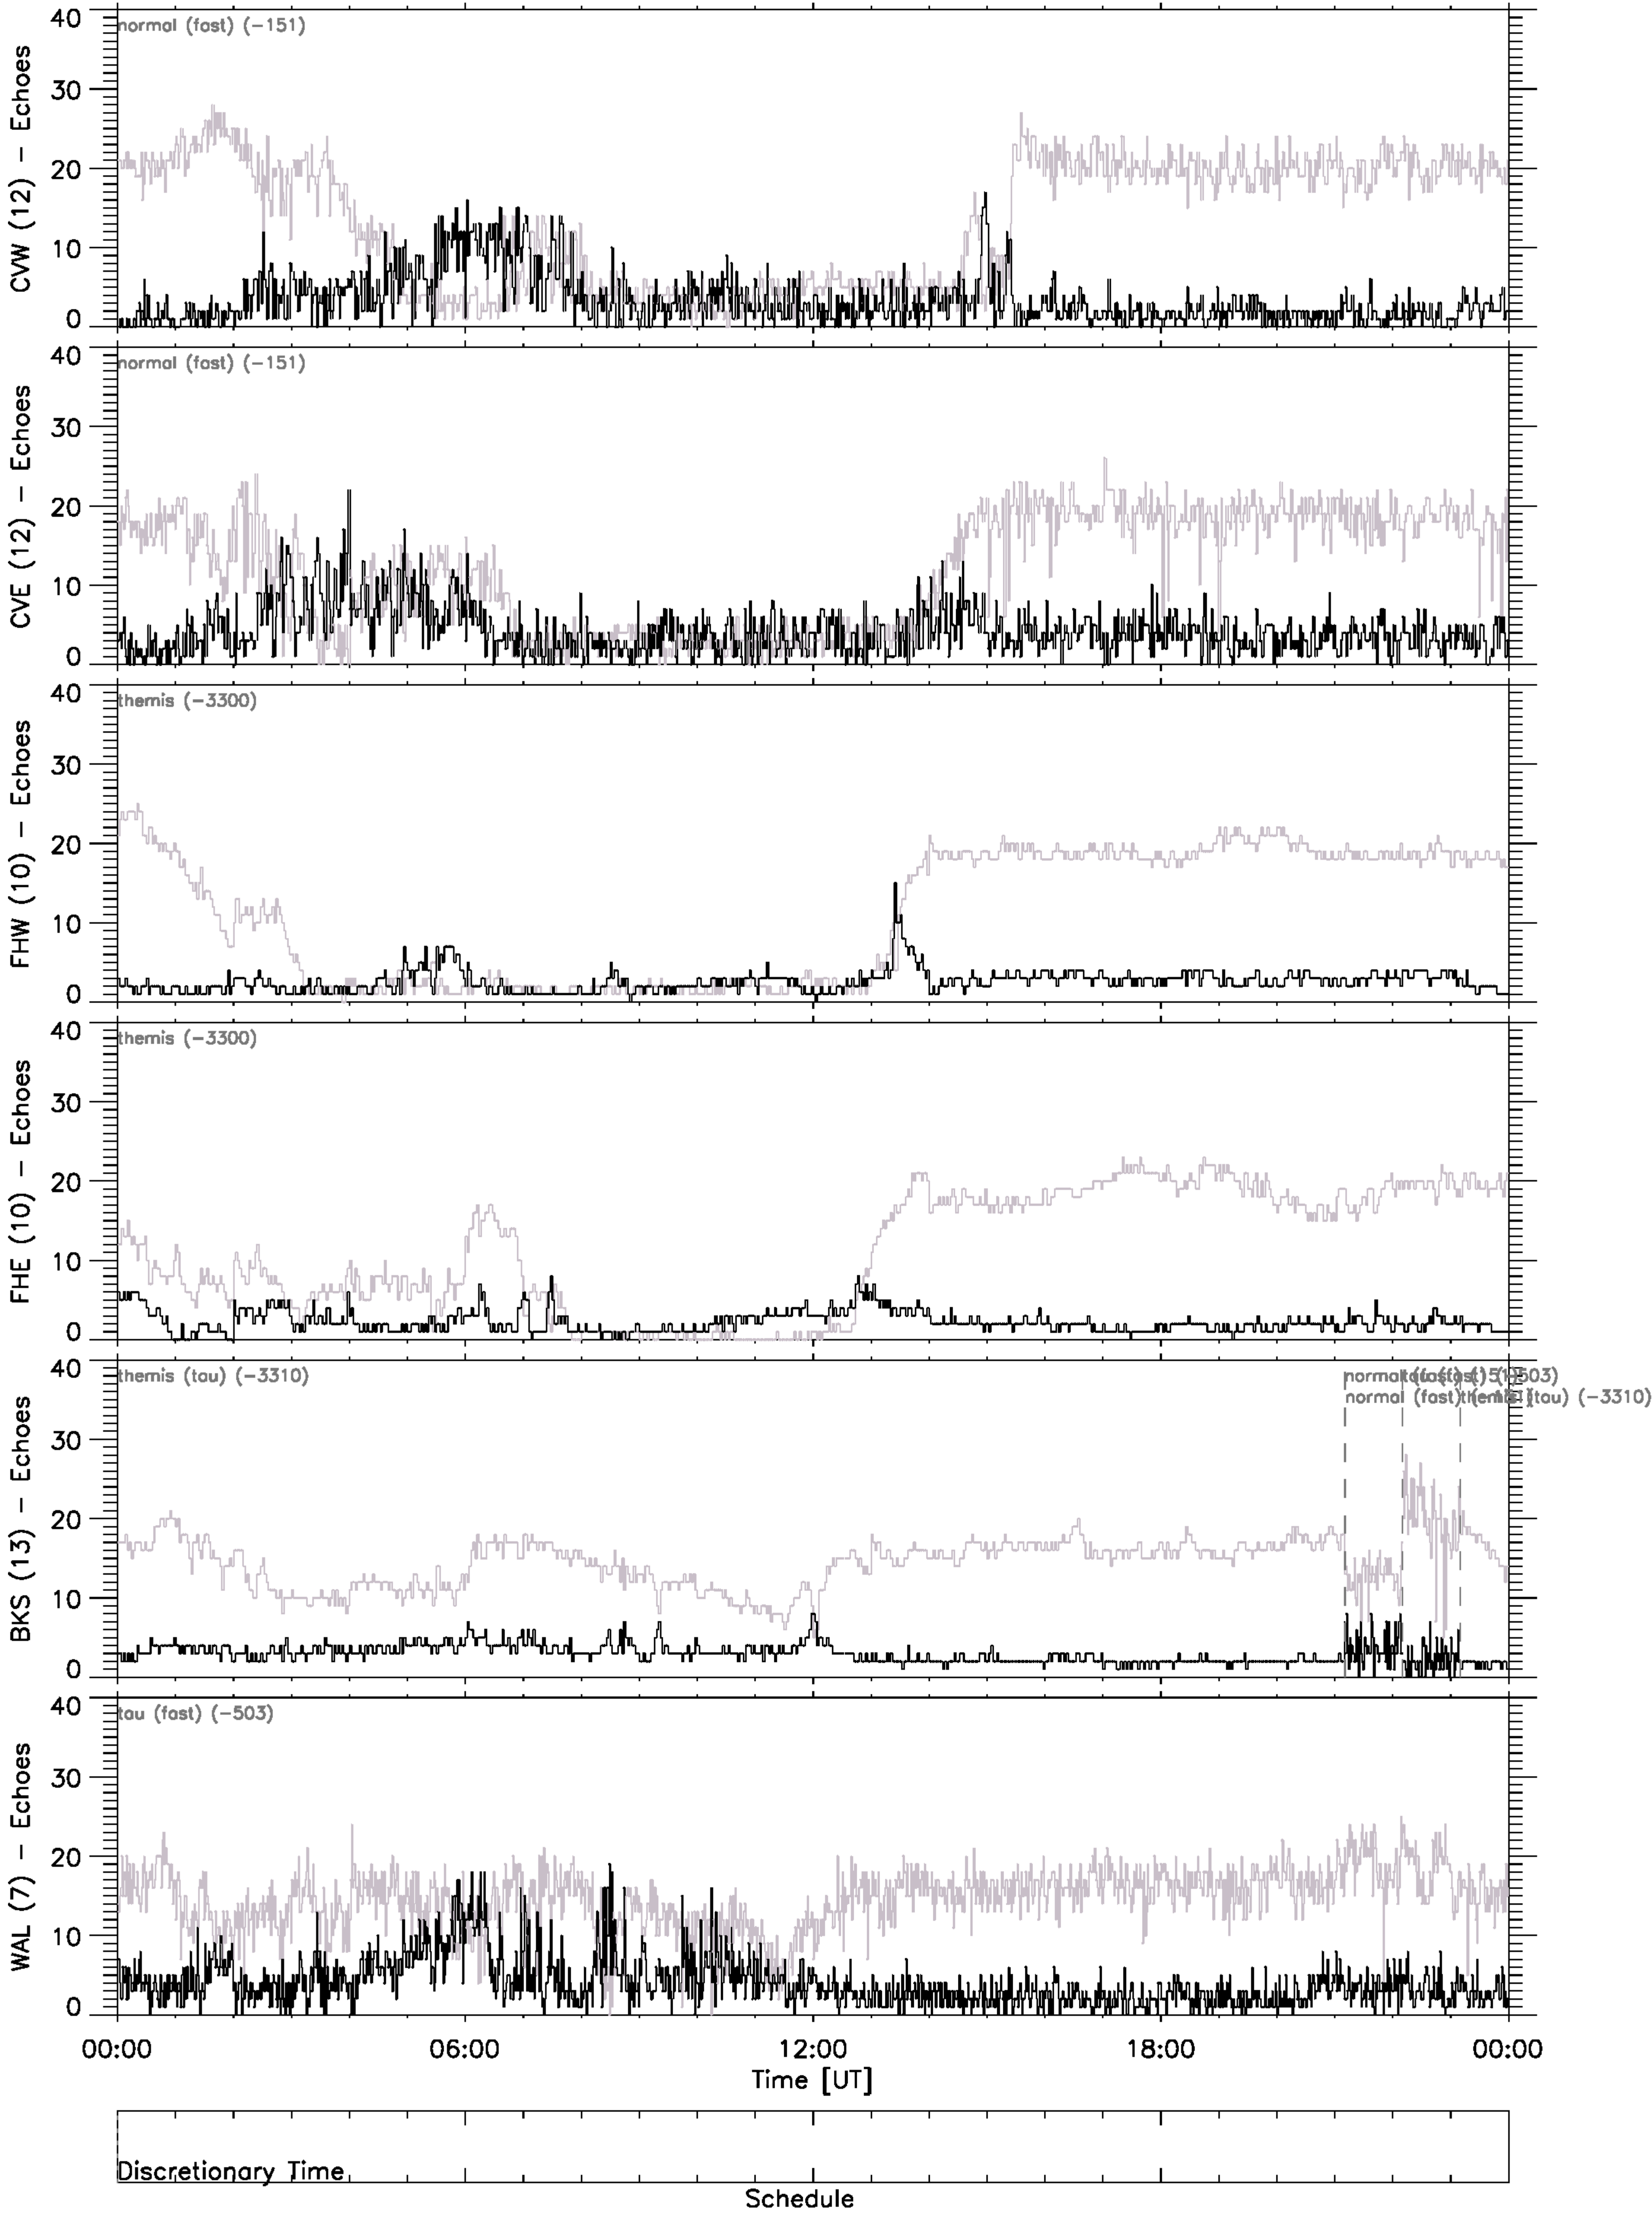 CVW (12) - Echoes
normal (fast) (-151)
40
30
20
10
0
CVE (12) - Echoes
normal (fast) (-151)
40
30
20
10
0
FHW (10) - Echoes
themis (-3300)
40
30
20
10
0
FHE (10) - Echoes
themis (-3300)
40
30
20
10
0
BKS (13) - Echoes
themis (tau) (-3310)
normal
normal (fast) (tau) (-3310)
40
30
20
10
0
WAL (7) - Echoes
tau (fast) (-503)
40
30
20
10
0
00:00 06:00 12:00 18:00 00:00
Time [UT]
Discretionary Time
Schedule